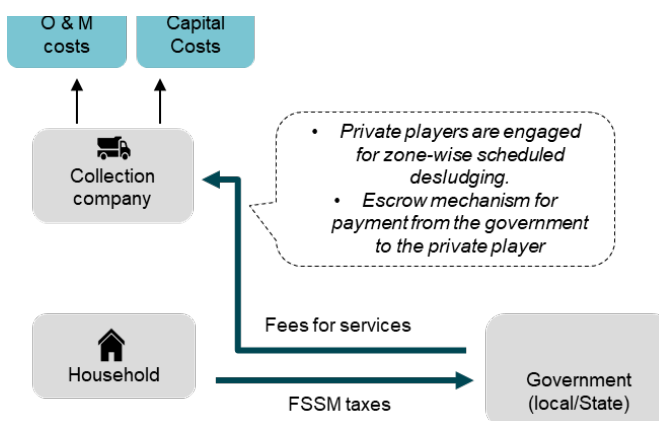 O & M
costs
Capital
Costs
• Private players are engaged
for zone-wise scheduled
desludging.
• Escrow mechanism for
payment from the government
to the private player
Collection
company
Fees for services
Household
FSSM taxes
Government
(local/State)